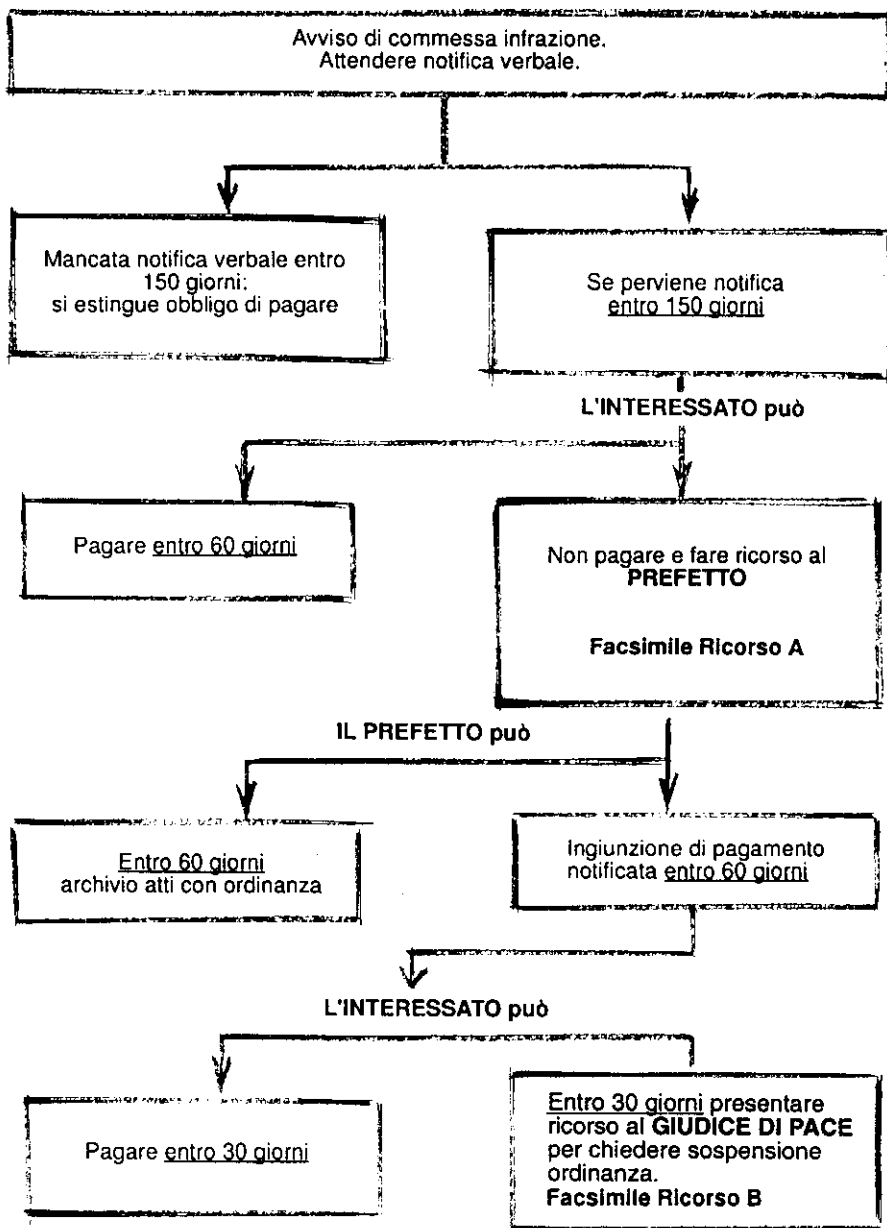 Avviso di commessa infrazione.
Attendere notifica verbale.
Mancata notifica verbale entro
150 giorni:
si estingue obbligo di pagare
Se perviene notifica
entro 150 giorni
L'INTERESSATO può
Pagare entro 60 giorni
Non pagare e fare ricorso al
PREFETTO
Facsimile Ricorso A
IL PREFETTO può
Entro 60 giorni
archivio atti con ordinanza
Ingiunzione di pagamento
notificata entro 60 giorni
L'INTERESSATO può
Pagare entro 30 giorni
Entro 30 giorni presentare
ricorso al GIUDICE DI PACE
per chiedere sospensione
ordinanza.
Facsimile Ricorso B